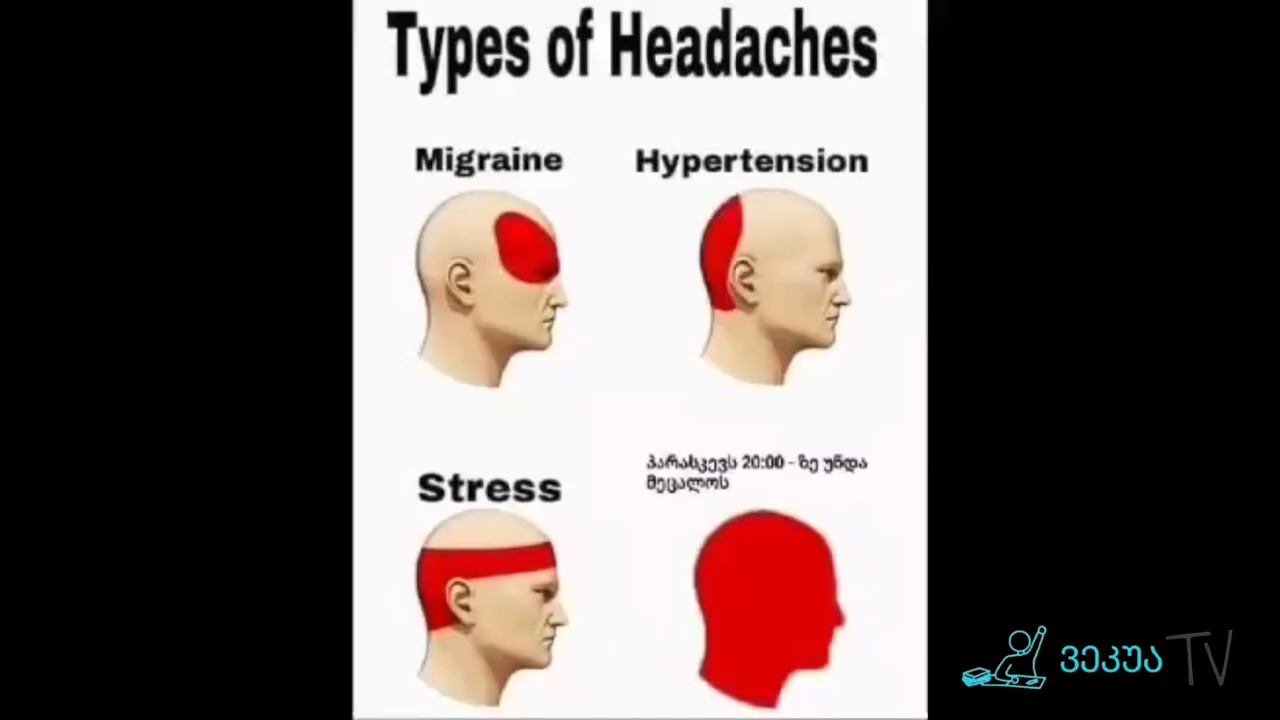 Types of Headaches
Migraine
Hypertension
Stress
პარასკევს 20:00 - ზე უნდა
მეცალოს
ვეკუა TV